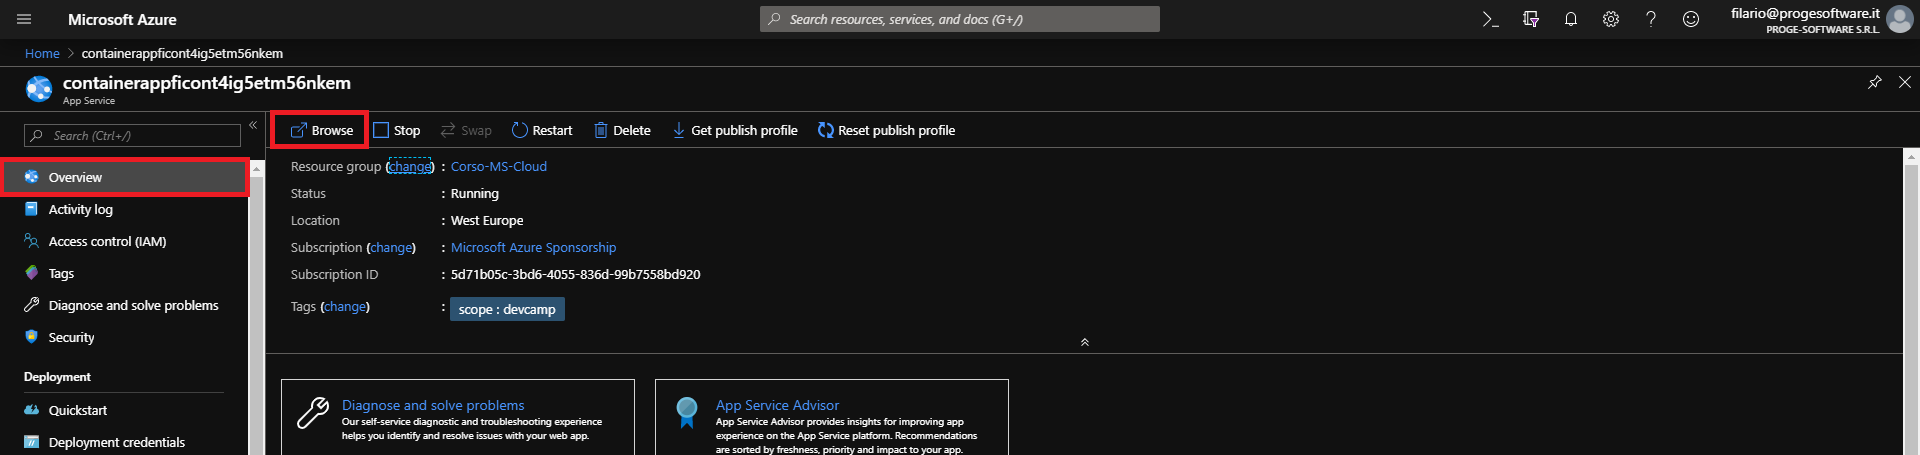 Microsoft Azure
Search resources, services, and docs (G+/)
filario@progesoftware.it
PROGE-SOFTWARE S.R.L.
Home > containerappficont4ig5etm56nkem
containerappficont4ig5etm56nkem
App Service
Search (Ctrl+/)
«
Overview
Activity log
Access control (IAM)
Tags
Diagnose and solve problems
Security
Deployment
Quickstart
Deployment credentials
Browse Stop Swap Restart Delete Get publish profile Reset publish profile
Resource group (change) : Corso-MS-Cloud
Status : Running
Location : West Europe
Subscription (change) : Microsoft Azure Sponsorship
Subscription ID : 5d71b05c-3bd6-4055-836d-99b7558bd920
Tags (change) : scope : devcamp
Diagnose and solve problems
Our self-service diagnostic and troubleshooting experience
helps you identify and resolve issues with your web app.
App Service Advisor
App Service Advisor provides insights for improving app
experience on the App Service platform. Recommendations
are sorted by freshness, priority and impact to your app.